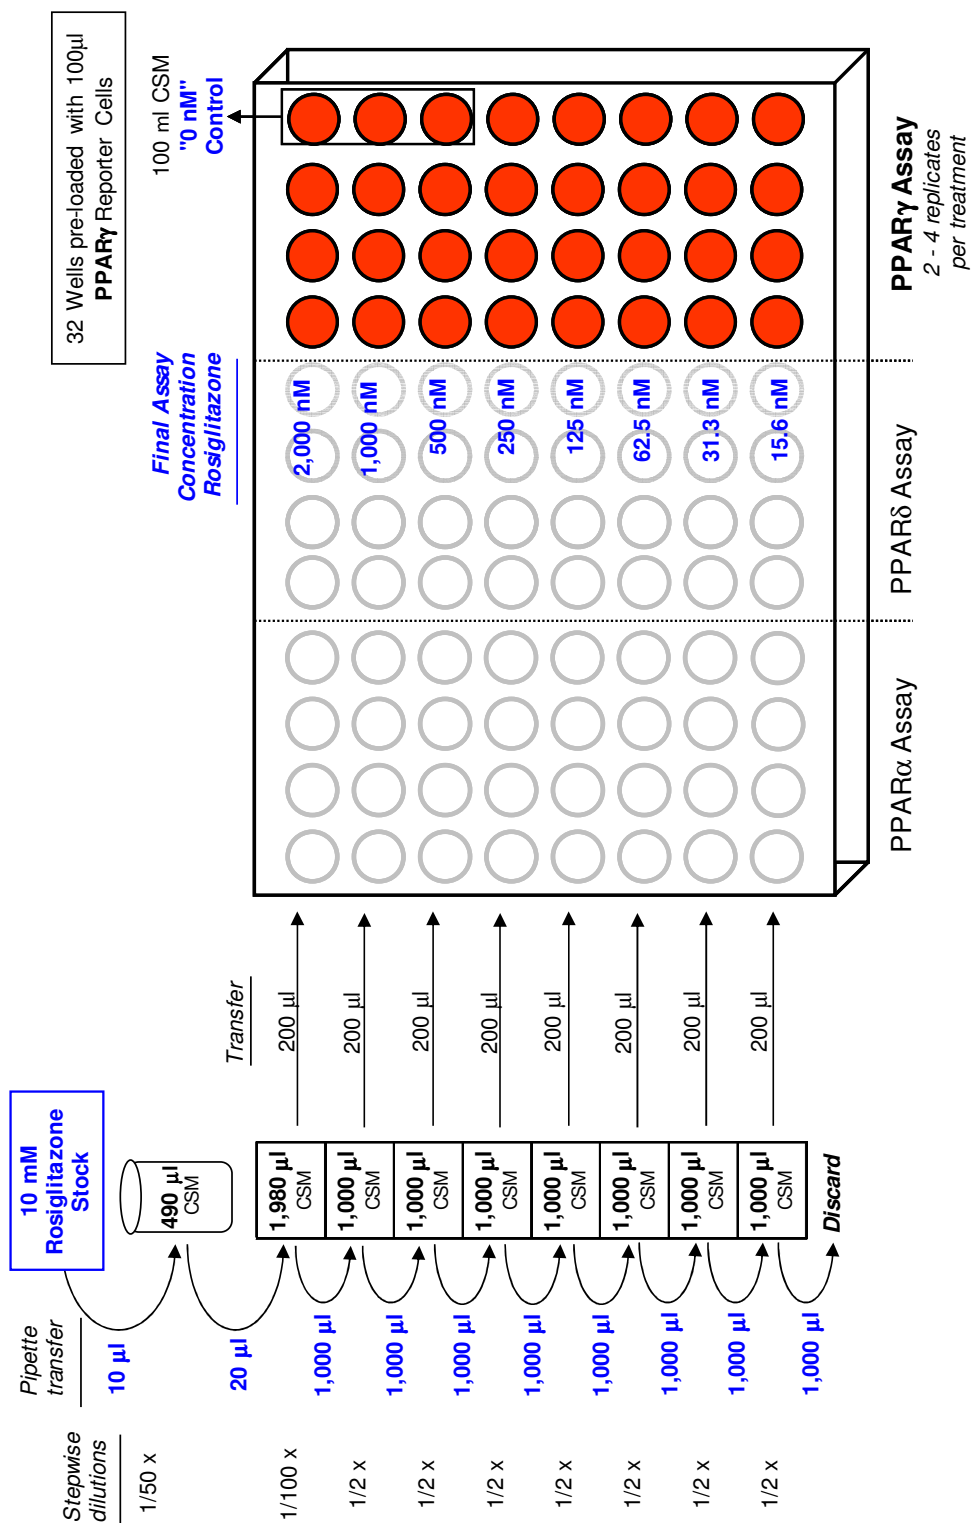 Stepwise
dilutions
1/50 x
1/100 x
1/2 x
1/2 x
1/2 x
1/2 x
1/2 x
1/2 x
1/2 x
Pipette
transfer
10 µl
20 µl
1,000 µl
1,000 µl
1,000 µl
1,000 µl
1,000 µl
1,000 µl
1,000 µl
1,000 µl
10 mM
Rosiglitazone
Stock
490 µl
CSM
1,980 µl
CSM
1,000 µl
CSM
1,000 µl
CSM
1,000 µl
CSM
1,000 µl
CSM
1,000 µl
CSM
1,000 µl
CSM
1,000 µl
CSM
Discard
Transfer
200 µl
200 µl
200 µl
200 µl
200 µl
200 µl
200 µl
200 µl
Final Assay
Concentration
Rosiglitazone
2,000 nM
1,000 nM
500 nM
250 nM
125 nM
62.5 nM
31.3 nM
15.6 nM
32 Wells pre-loaded with 100µl
PPARγ Reporter Cells
100 ml CSM
"0 nM"
Control
PPARα Assay
PPARδ Assay
PPARγ Assay
2 - 4 replicates
per treatment